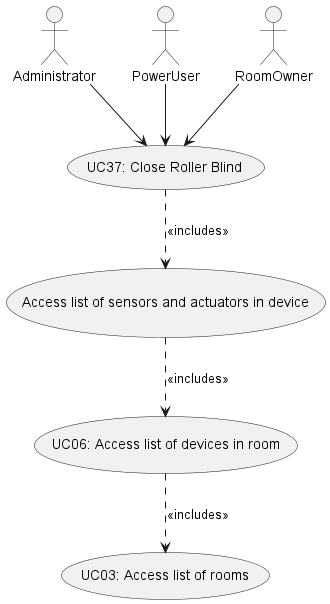 Administrator PowerUser RoomOwner
UC37: Close Roller Blind
«includes»
Access list of sensors and actuators in device
«includes»
UC06: Access list of devices in room
«includes»
UC03: Access list of rooms